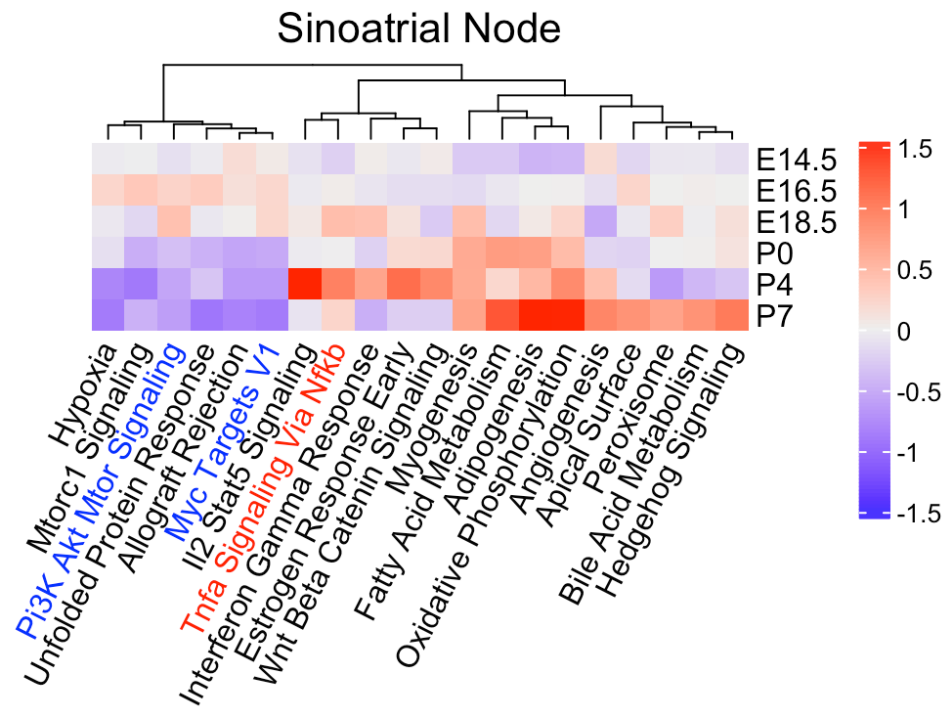 Sinoatrial Node
E14.5
E16.5
E18.5
P0
P4
P7
1.5
1
0.5
0
-0.5
-1
-1.5
Hypoxia
Mtorc1 Signaling
Pi3K Akt Mtor Signaling
Unfolded Protein Response
Allograft Rejection
Myc Targets V1
Il2 Stat5 Signaling
Tnfa Signaling Via Nfkb
Interferon Gamma Response
Estrogen Response Early
Wnt Beta Catenin Signaling
Myogenesis
Fatty Acid Metabolism
Adipogenesis
Oxidative Phosphorylation
Angiogenesis
Apical Surface
Peroxisome
Bile Acid Metabolism
Hedgehog Signaling